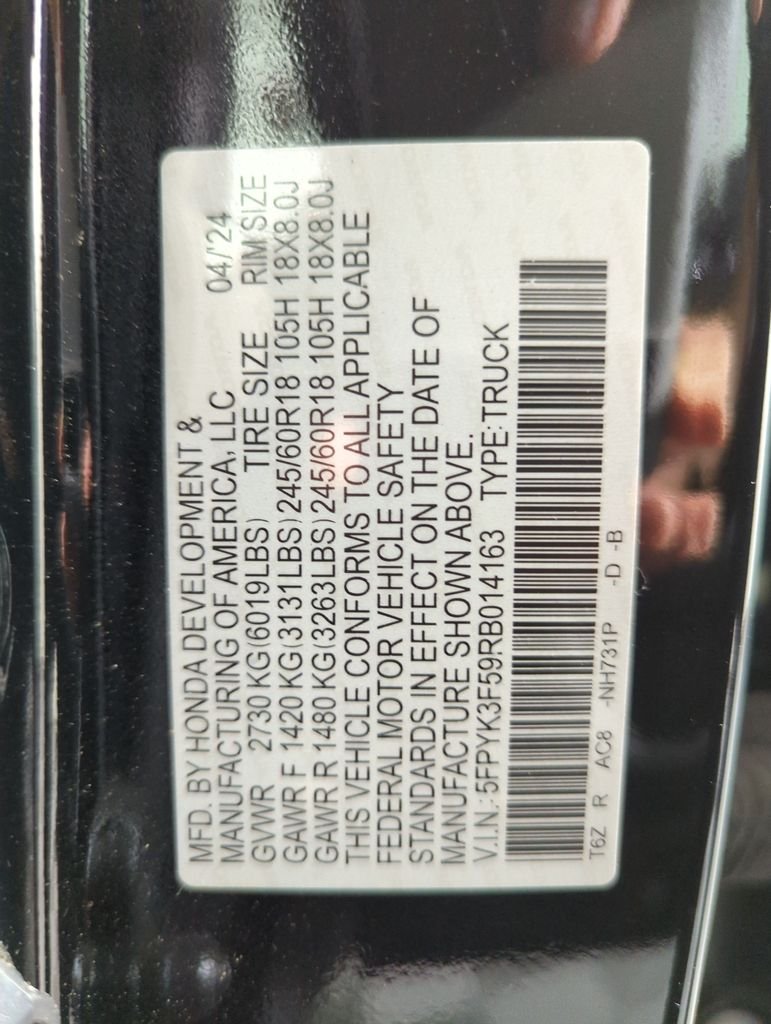 MFD. BY HONDA DEVELOPMENT &
MANUFACTURING OF AMERICA, LLC 04/'24
GVWR 2730 KG(6019LBS) TIRE SIZE RIM SIZE
GAWR F 1420 KG(3131LBS)245/60R18 105H 18X8.0J
GAWR R 1480 KG(3263LBS)245/60R18 105H 18X8.0J
THIS VEHICLE CONFORMS TO ALL APPLICABLE
FEDERAL MOTOR VEHICLE SAFETY
STANDARDS IN EFFECT ON THE DATE OF
MANUFACTURE SHOWN ABOVE.
V.I.N.: 5FPYK3F59RB014163 TYPE:TRUCK
T6Z R AC8 -NH731P -D -B